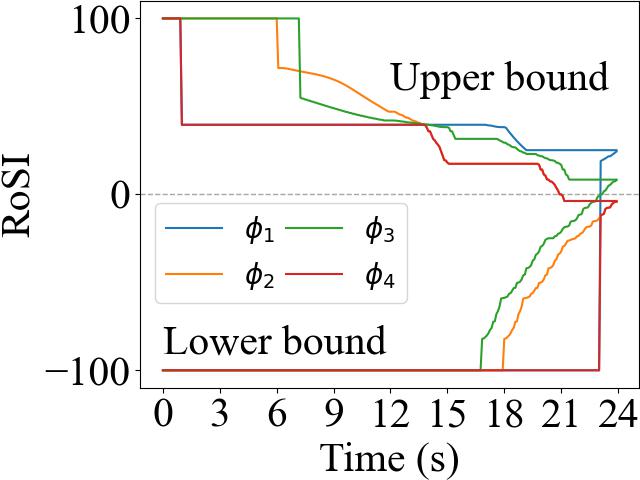 100
Upper bound
RoSI
0
ϕ1 ϕ3
ϕ2 ϕ4
Lower bound
−100
0 3 6 9 12 15 18 21 24
Time (s)